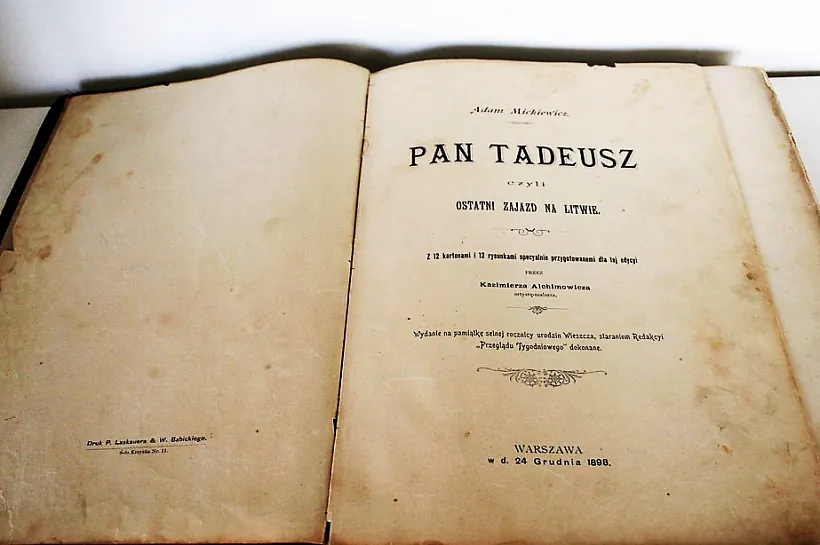 Druk P. Laskauera & W. Babickiego.
Ś-to Krzyska Nr. 11.
Adam Mickiewicz.
PAN TADEUSZ
czyli
OSTATNI ZAJAZD NA LITWIE.
Z 12 kartonami i 12 rysunkami specyalnie przygotowanemi dla tej edycyi
PRZEZ
Kazimierza Alchimowicza
artystę-malarza.
Wydanie na pamiątkę setnej rocznicy urodzin Wieszcza, staraniem Redakcyi
„Przeglądu Tygodniowego" dokonane.
WARSZAWA
w d. 24 Grudnia 1898.